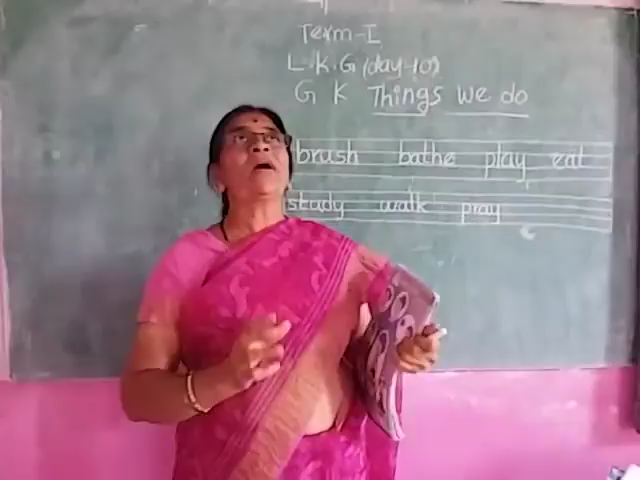 Term-I
L.K.G (day-10)
G K Things we do
brush bathe play eat
study walk pray